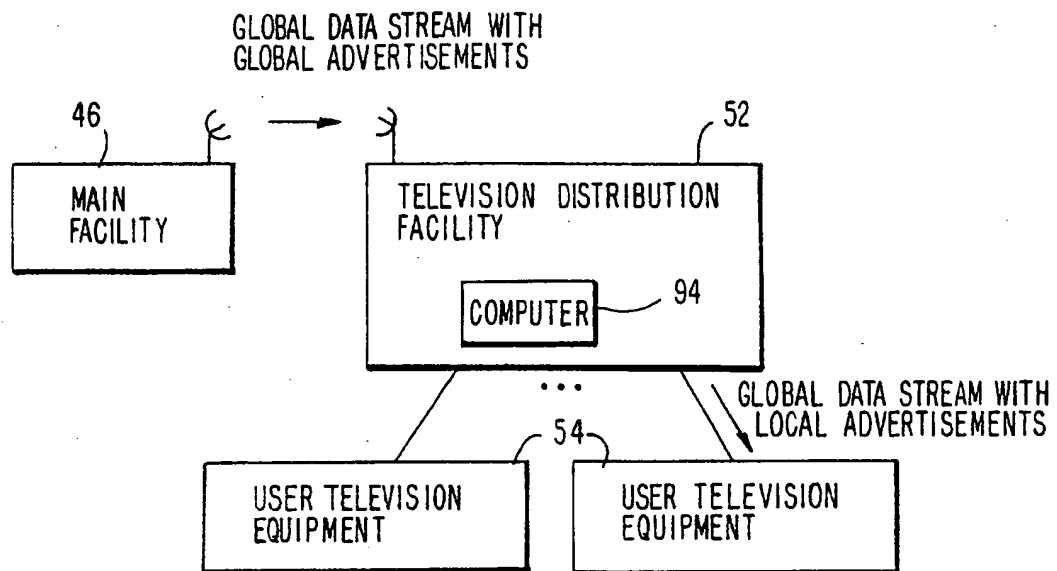 GLOBAL DATA STREAM WITH
GLOBAL ADVERTISEMENTS
46
52
MAIN
FACILITY
TELEVISION DISTRIBUTION
FACILITY
COMPUTER
94
...
GLOBAL DATA STREAM WITH
LOCAL ADVERTISEMENTS
54
USER TELEVISION
EQUIPMENT
USER TELEVISION
EQUIPMENT